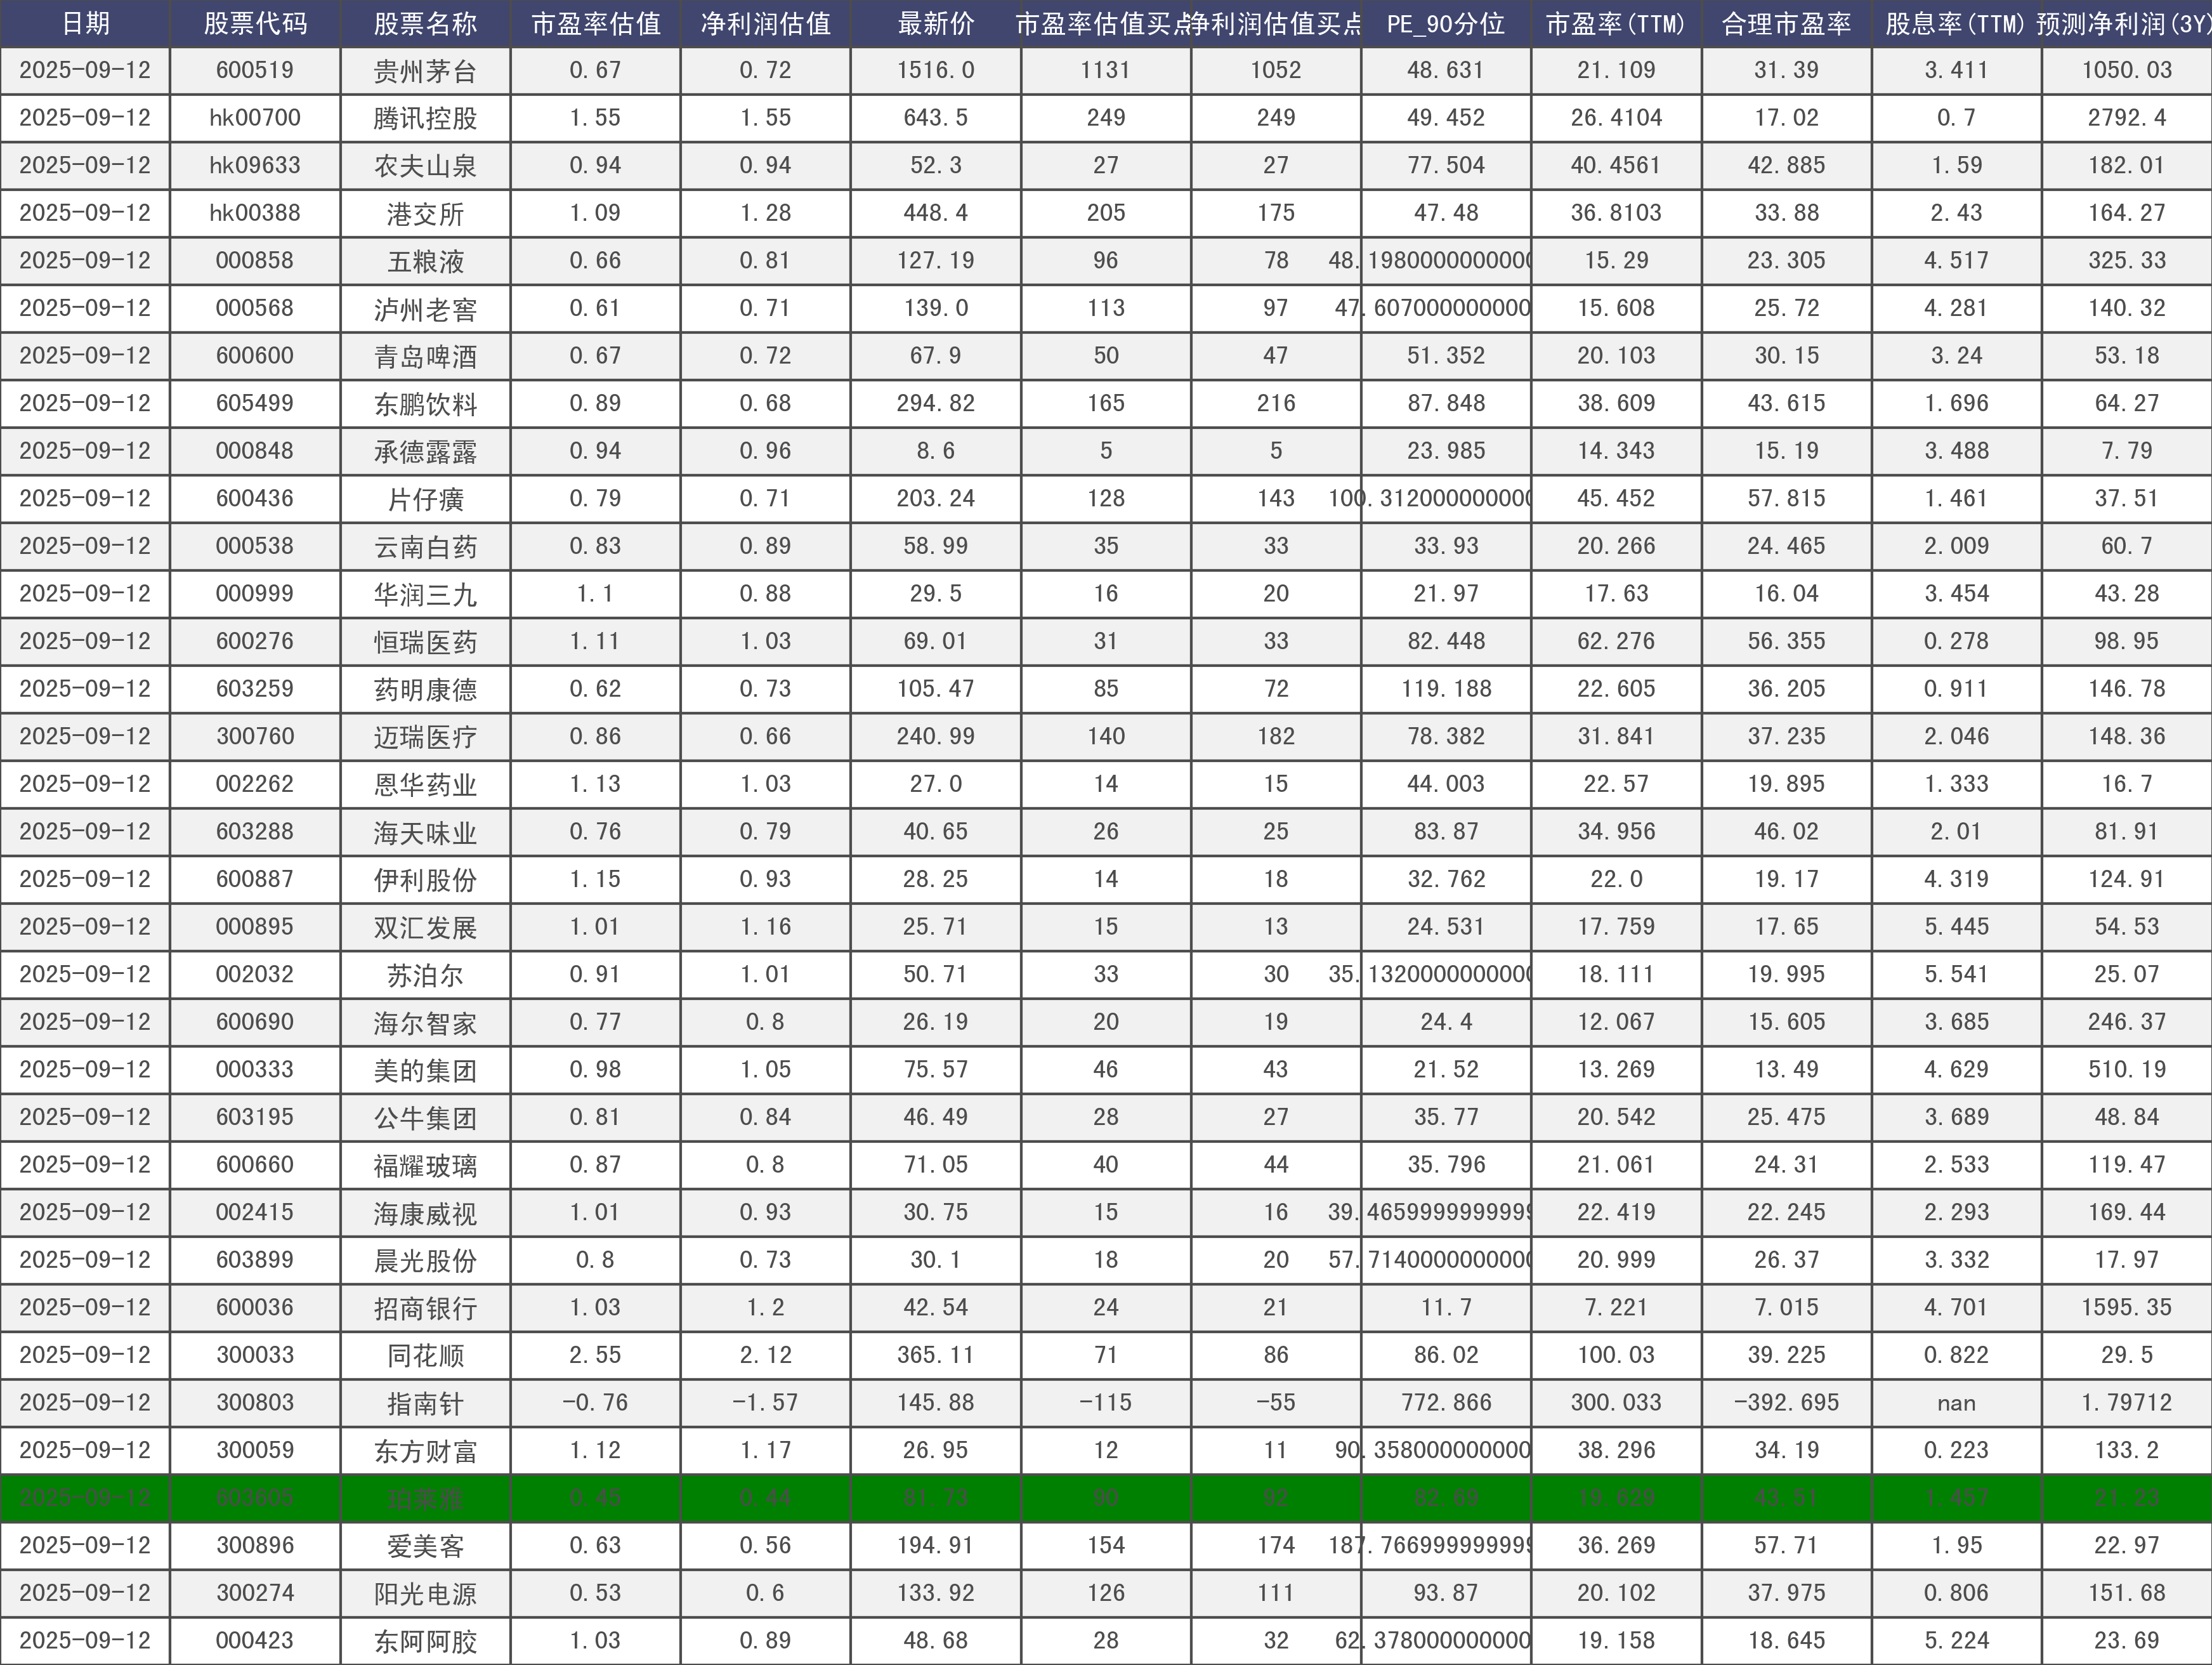 日期 股票代码 股票名称 市盈率估值 净利润估值 最新价 市盈率估值买点 净利润估值买点 PE_90分位 市盈率(TTM) 合理市盈率 股息率(TTM) 预测净利润(3Y)
2025-09-12 600519 贵州茅台 0.67 0.72 1516.0 1131 1052 48.631 21.109 31.39 3.411 1050.03
2025-09-12 hk00700 腾讯控股 1.55 1.55 643.5 249 249 49.452 26.4104 17.02 0.7 2792.4
2025-09-12 hk09633 农夫山泉 0.94 0.94 52.3 27 27 77.504 40.4561 42.885 1.59 182.01
2025-09-12 hk00388 港交所 1.09 1.28 448.4 205 175 47.48 36.8103 33.88 2.43 164.27
2025-09-12 000858 五粮液 0.66 0.81 127.19 96 78 48.1980000000000 15.29 23.305 4.517 325.33
2025-09-12 000568 泸州老窖 0.61 0.71 139.0 113 97 47.607000000000 15.608 25.72 4.281 140.32
2025-09-12 600600 青岛啤酒 0.67 0.72 67.9 50 47 51.352 20.103 30.15 3.24 53.18
2025-09-12 605499 东鹏饮料 0.89 0.68 294.82 165 216 87.848 38.609 43.615 1.696 64.27
2025-09-12 000848 承德露露 0.94 0.96 8.6 5 5 23.985 14.343 15.19 3.488 7.79
2025-09-12 600436 片仔癀 0.79 0.71 203.24 128 143 100.312000000000 45.452 57.815 1.461 37.51
2025-09-12 000538 云南白药 0.83 0.89 58.99 35 33 33.93 20.266 24.465 2.009 60.7
2025-09-12 000999 华润三九 1.1 0.88 29.5 16 20 21.97 17.63 16.04 3.454 43.28
2025-09-12 600276 恒瑞医药 1.11 1.03 69.01 31 33 82.448 62.276 56.355 0.278 98.95
2025-09-12 603259 药明康德 0.62 0.73 105.47 85 72 119.188 22.605 36.205 0.911 146.78
2025-09-12 300760 迈瑞医疗 0.86 0.66 240.99 140 182 78.382 31.841 37.235 2.046 148.36
2025-09-12 002262 恩华药业 1.13 1.03 27.0 14 15 44.003 22.57 19.895 1.333 16.7
2025-09-12 603288 海天味业 0.76 0.79 40.65 26 25 83.87 34.956 46.02 2.01 81.91
2025-09-12 600887 伊利股份 1.15 0.93 28.25 14 18 32.762 22.0 19.17 4.319 124.91
2025-09-12 000895 双汇发展 1.01 1.16 25.71 15 13 24.531 17.759 17.65 5.445 54.53
2025-09-12 002032 苏泊尔 0.91 1.01 50.71 33 30 35.1320000000000 18.111 19.995 5.541 25.07
2025-09-12 600690 海尔智家 0.77 0.8 26.19 20 19 24.4 12.067 15.605 3.685 246.37
2025-09-12 000333 美的集团 0.98 1.05 75.57 46 43 21.52 13.269 13.49 4.629 510.19
2025-09-12 603195 公牛集团 0.81 0.84 46.49 28 27 35.77 20.542 25.475 3.689 48.84
2025-09-12 600660 福耀玻璃 0.87 0.8 71.05 40 44 35.796 21.061 24.31 2.533 119.47
2025-09-12 002415 海康威视 1.01 0.93 30.75 15 16 39.4659999999999 22.419 22.245 2.293 169.44
2025-09-12 603899 晨光股份 0.8 0.73 30.1 18 20 57.7140000000000 20.999 26.37 3.332 17.97
2025-09-12 600036 招商银行 1.03 1.2 42.54 24 21 11.7 7.221 7.015 4.701 1595.35
2025-09-12 300033 同花顺 2.55 2.12 365.11 71 86 86.02 100.03 39.225 0.822 29.5
2025-09-12 300803 指南针 -0.76 -1.57 145.88 -115 -55 772.866 300.033 -392.695 nan 1.79712
2025-09-12 300059 东方财富 1.12 1.17 26.95 12 11 90.358000000000 38.296 34.19 0.223 133.2
2025-09-12 603605 珀莱雅 0.45 0.44 81.73 90 92 62.69 19.629 43.51 1.457 21.23
2025-09-12 300896 爱美客 0.63 0.56 194.91 154 174 187.766999999999 36.269 57.71 1.95 22.97
2025-09-12 300274 阳光电源 0.53 0.6 133.92 126 111 93.87 20.102 37.975 0.806 151.68
2025-09-12 000423 东阿阿胶 1.03 0.89 48.68 28 32 62.378000000000 19.158 18.645 5.224 23.69